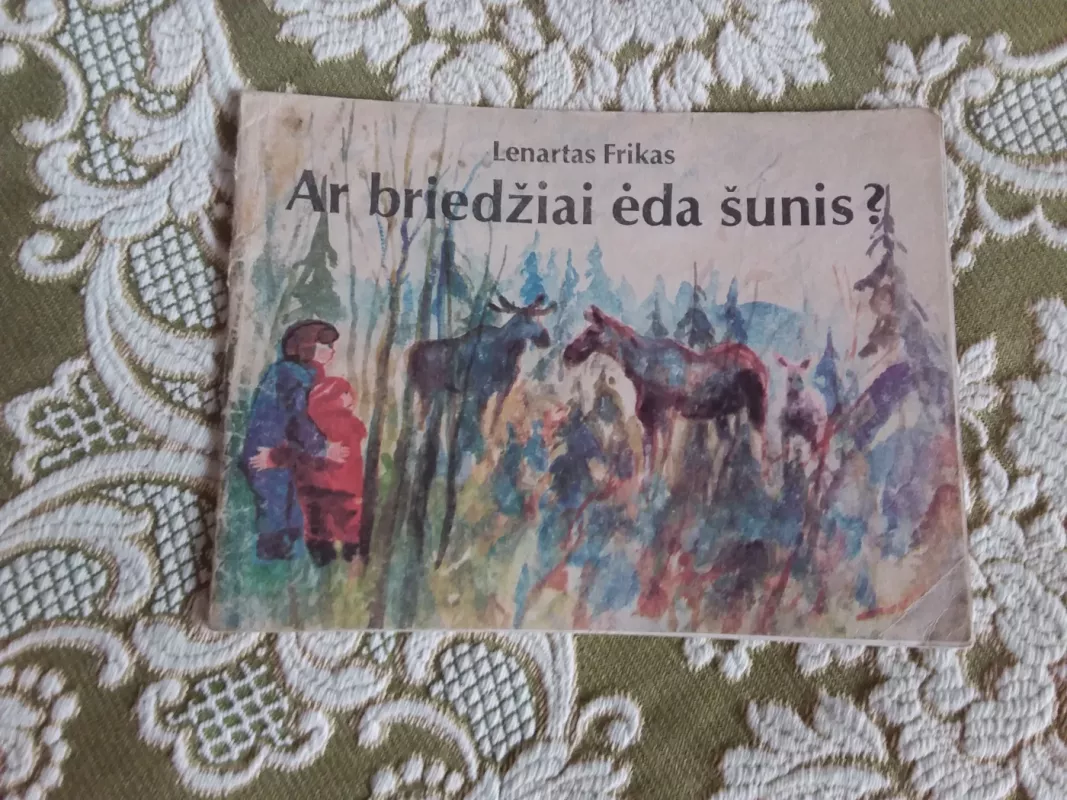 Lenartas Frikas
Ar briedžiai ėda šunis?